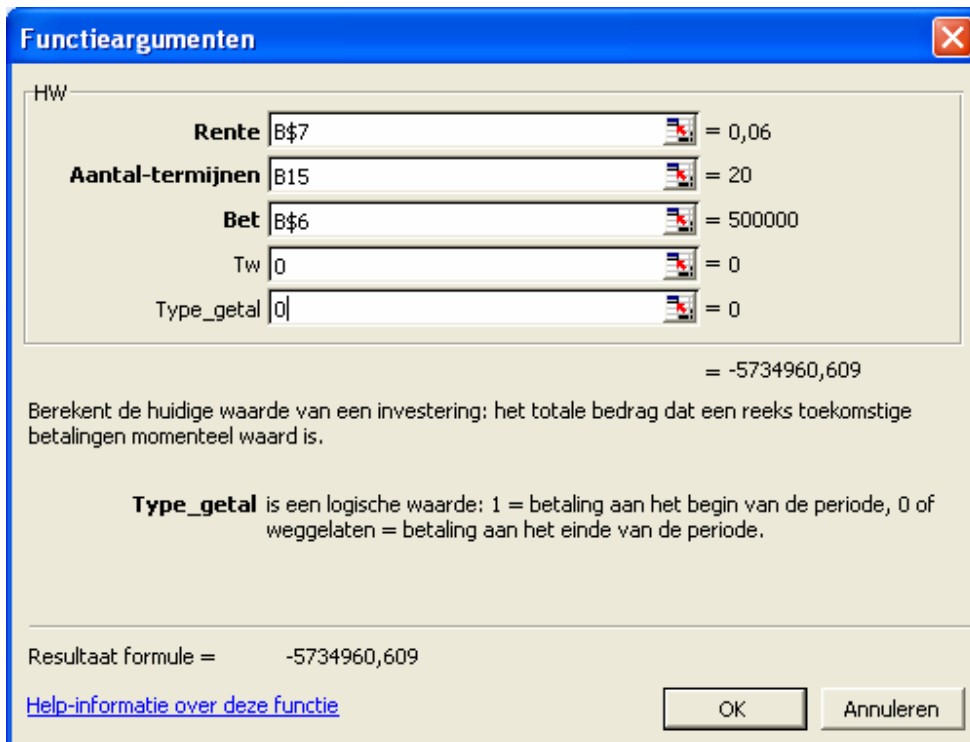 Functieargumenten
HW
Rente B$7 = 0,06
Aantal-termijnen B15 = 20
Bet B$6 = 500000
Tw 0 = 0
Type_getal 0 = 0
= -5734960,609
Berekent de huidige waarde van een investering: het totale bedrag dat een reeks toekomstige
betalingen momenteel waard is.
Type_getal is een logische waarde: 1 = betaling aan het begin van de periode, 0 of
weggelaten = betaling aan het einde van de periode.
Resultaat formule = -5734960,609
Help-informatie over deze functie OK Annuleren